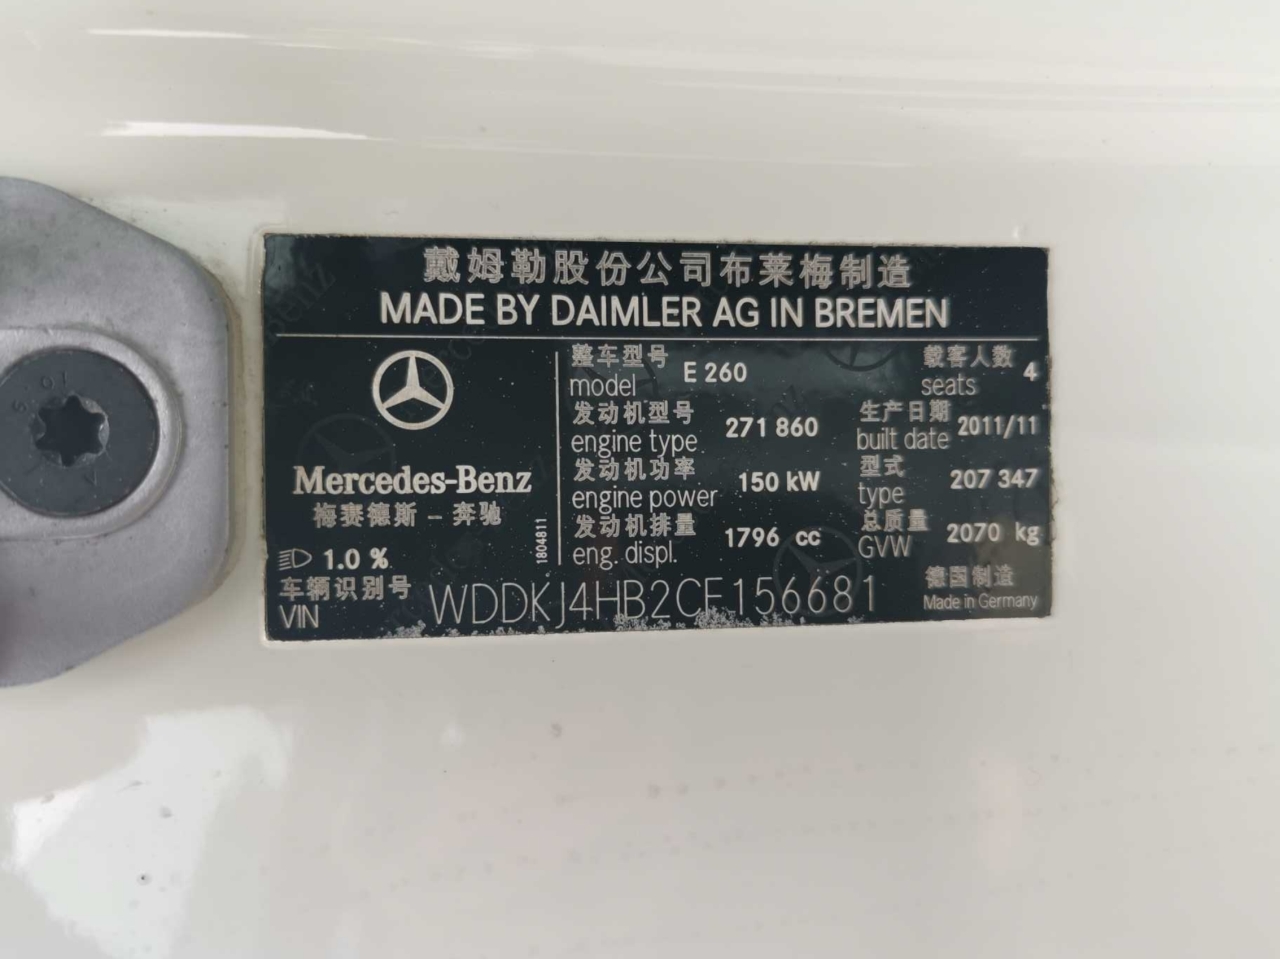 戴姆勒股份公司布莱梅制造
MADE BY DAIMLER AG IN BREMEN
Mercedes-Benz
梅赛德斯 - 奔驰
1.0 %
1804811
整车型号 载客人数
model E 260 seats 4
发动机型号 生产日期
engine type 271 860 built date 2011/11
发动机功率 型式
engine power 150 kW type 207 347
发动机排量 总质量
eng. displ. 1796 cc GVW 2070 kg
车辆识别号 德国制造
VIN WDDKJ4HB2CF156681 Made in Germany